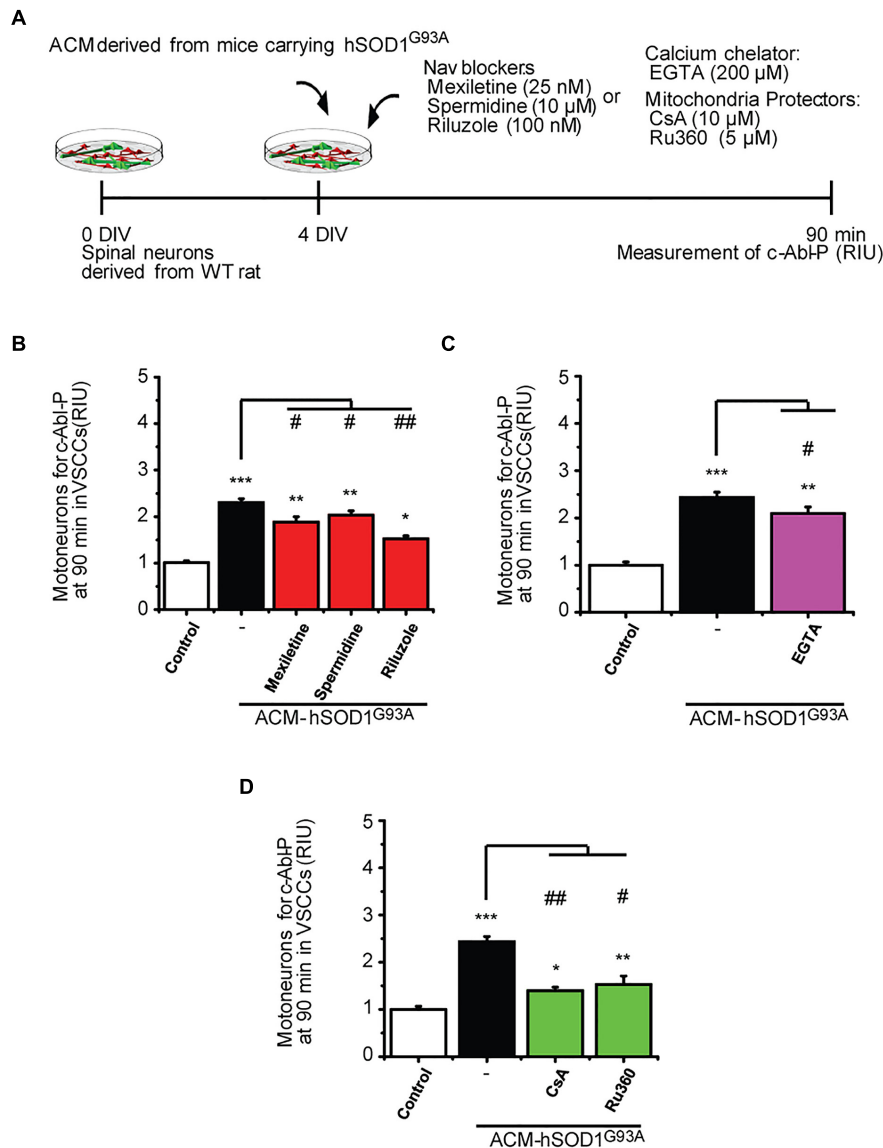 A
ACM derived from mice carrying hSOD1G93A
Nav blockers
Mexiletine (25 nM)
Spermidine (10 µM) or
Riluzole (100 nM)
Calcium chelator:
EGTA (200 µM)
Mitochondria Protectors:
CsA (10 µM)
Ru360 (5 µM)
0 DIV
Spinal neurons
derived from WT rat
4 DIV
90 min
Measurement of c-Abl-P (RIU)
B
Motoneurons for c-Abl-P
at 90 min in VSCCs (RIU)
5
4
3
2
1
0
# # ##
*** ** ** *
Control
-
Mexiletine
Spermidine
Riluzole
ACM-hSOD1G93A
C
Motoneurons for c-Abl-P
at 90 min in VSCCs (RIU)
5
4
3
2
1
0
#
*** **
Control
-
EGTA
ACM-hSOD1G93A
D
Motoneurons for c-Abl-P
at 90 min in VSCCs (RIU)
5
4
3
2
1
0
## #
*** * **
Control
-
CsA
Ru360
ACM-hSOD1G93A